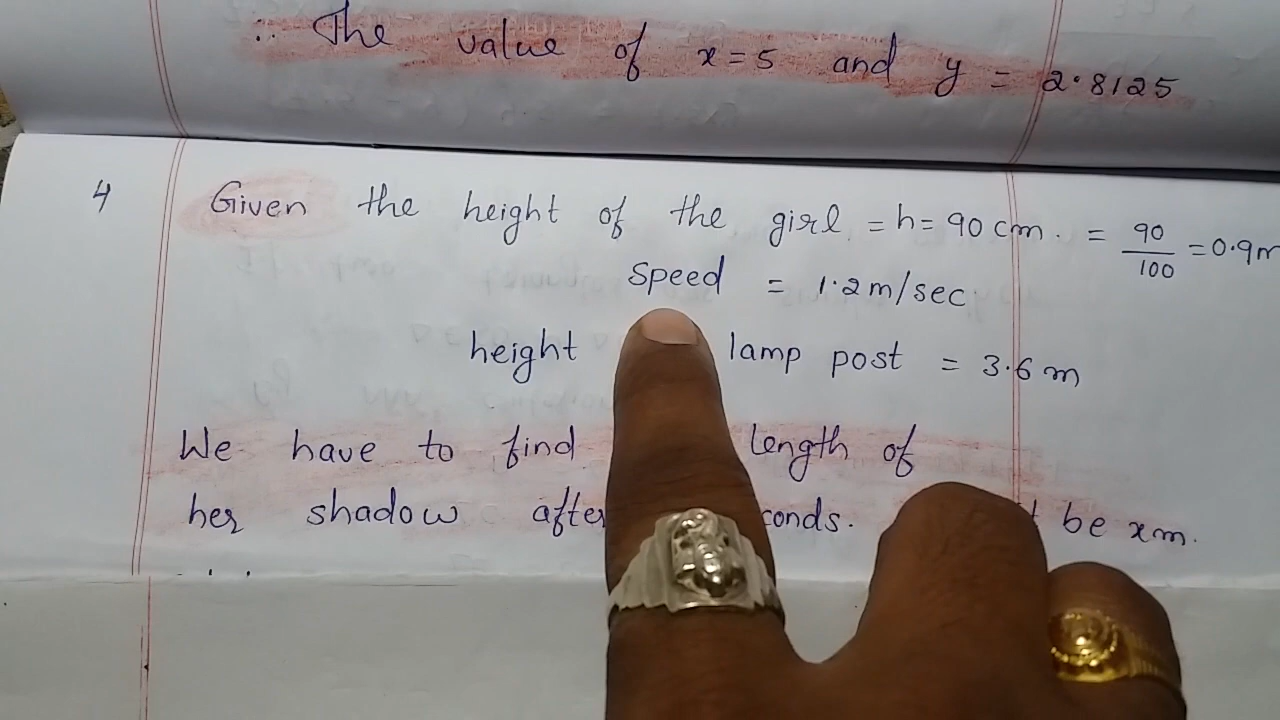 ∴ The value of x = 5 and y = 2.8125
4 Given the height of the girl = h = 90 cm. = 90/100 = 0.9m
Speed = 1.2 m/sec
height lamp post = 3.6 m
We have to find length of
her shadow after be xm.